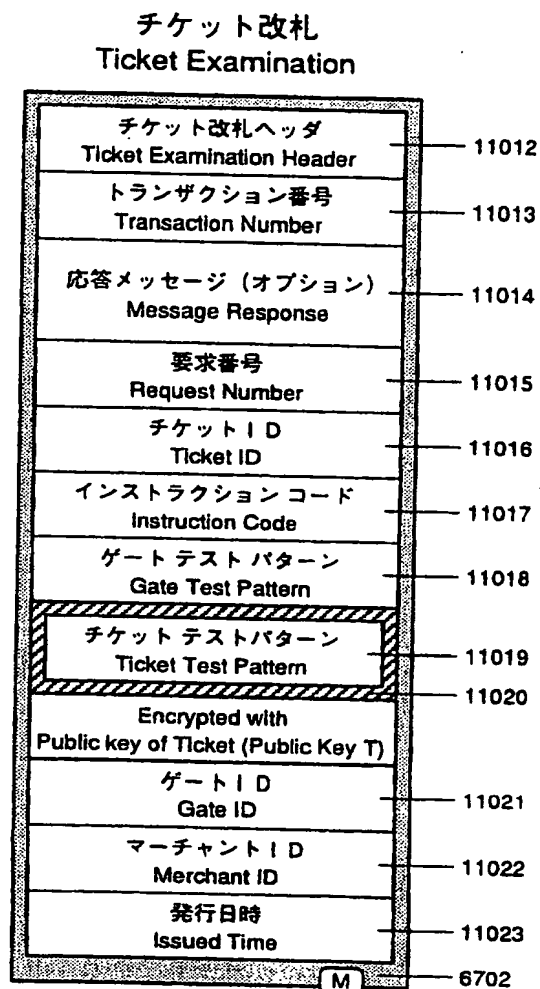 チケット改札
Ticket Examination
チケット改札ヘッダ
Ticket Examination Header
11012
トランザクション番号
Transaction Number
11013
応答メッセージ（オプション）
Message Response
11014
要求番号
Request Number
11015
チケットＩＤ
Ticket ID
11016
インストラクション コード
Instruction Code
11017
ゲート テスト パターン
Gate Test Pattern
11018
チケット テストパターン
Ticket Test Pattern
11019
11020
Encrypted with
Public key of Ticket (Public Key T)
ゲートＩＤ
Gate ID
11021
マーチャントＩＤ
Merchant ID
11022
発行日時
Issued Time
11023
M
6702